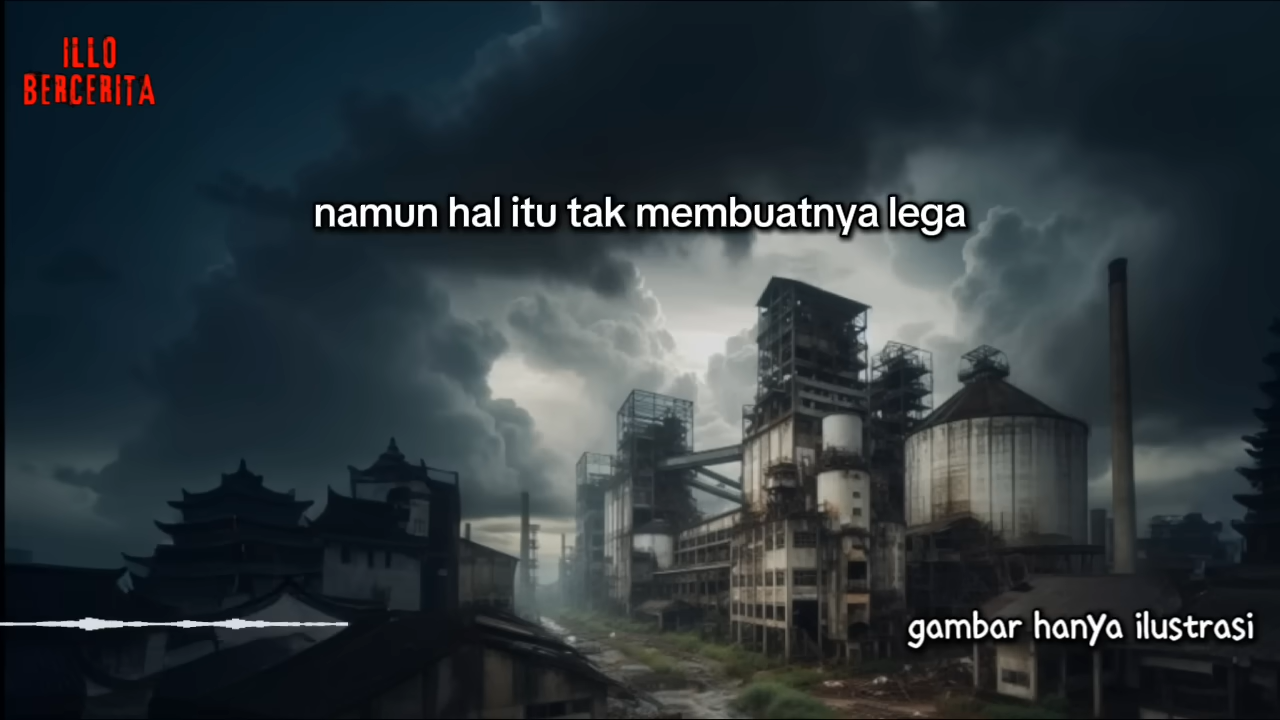 ILLO
BERCERITA
namun hal itu tak membuatnya lega
gambar hanya ilustrasi